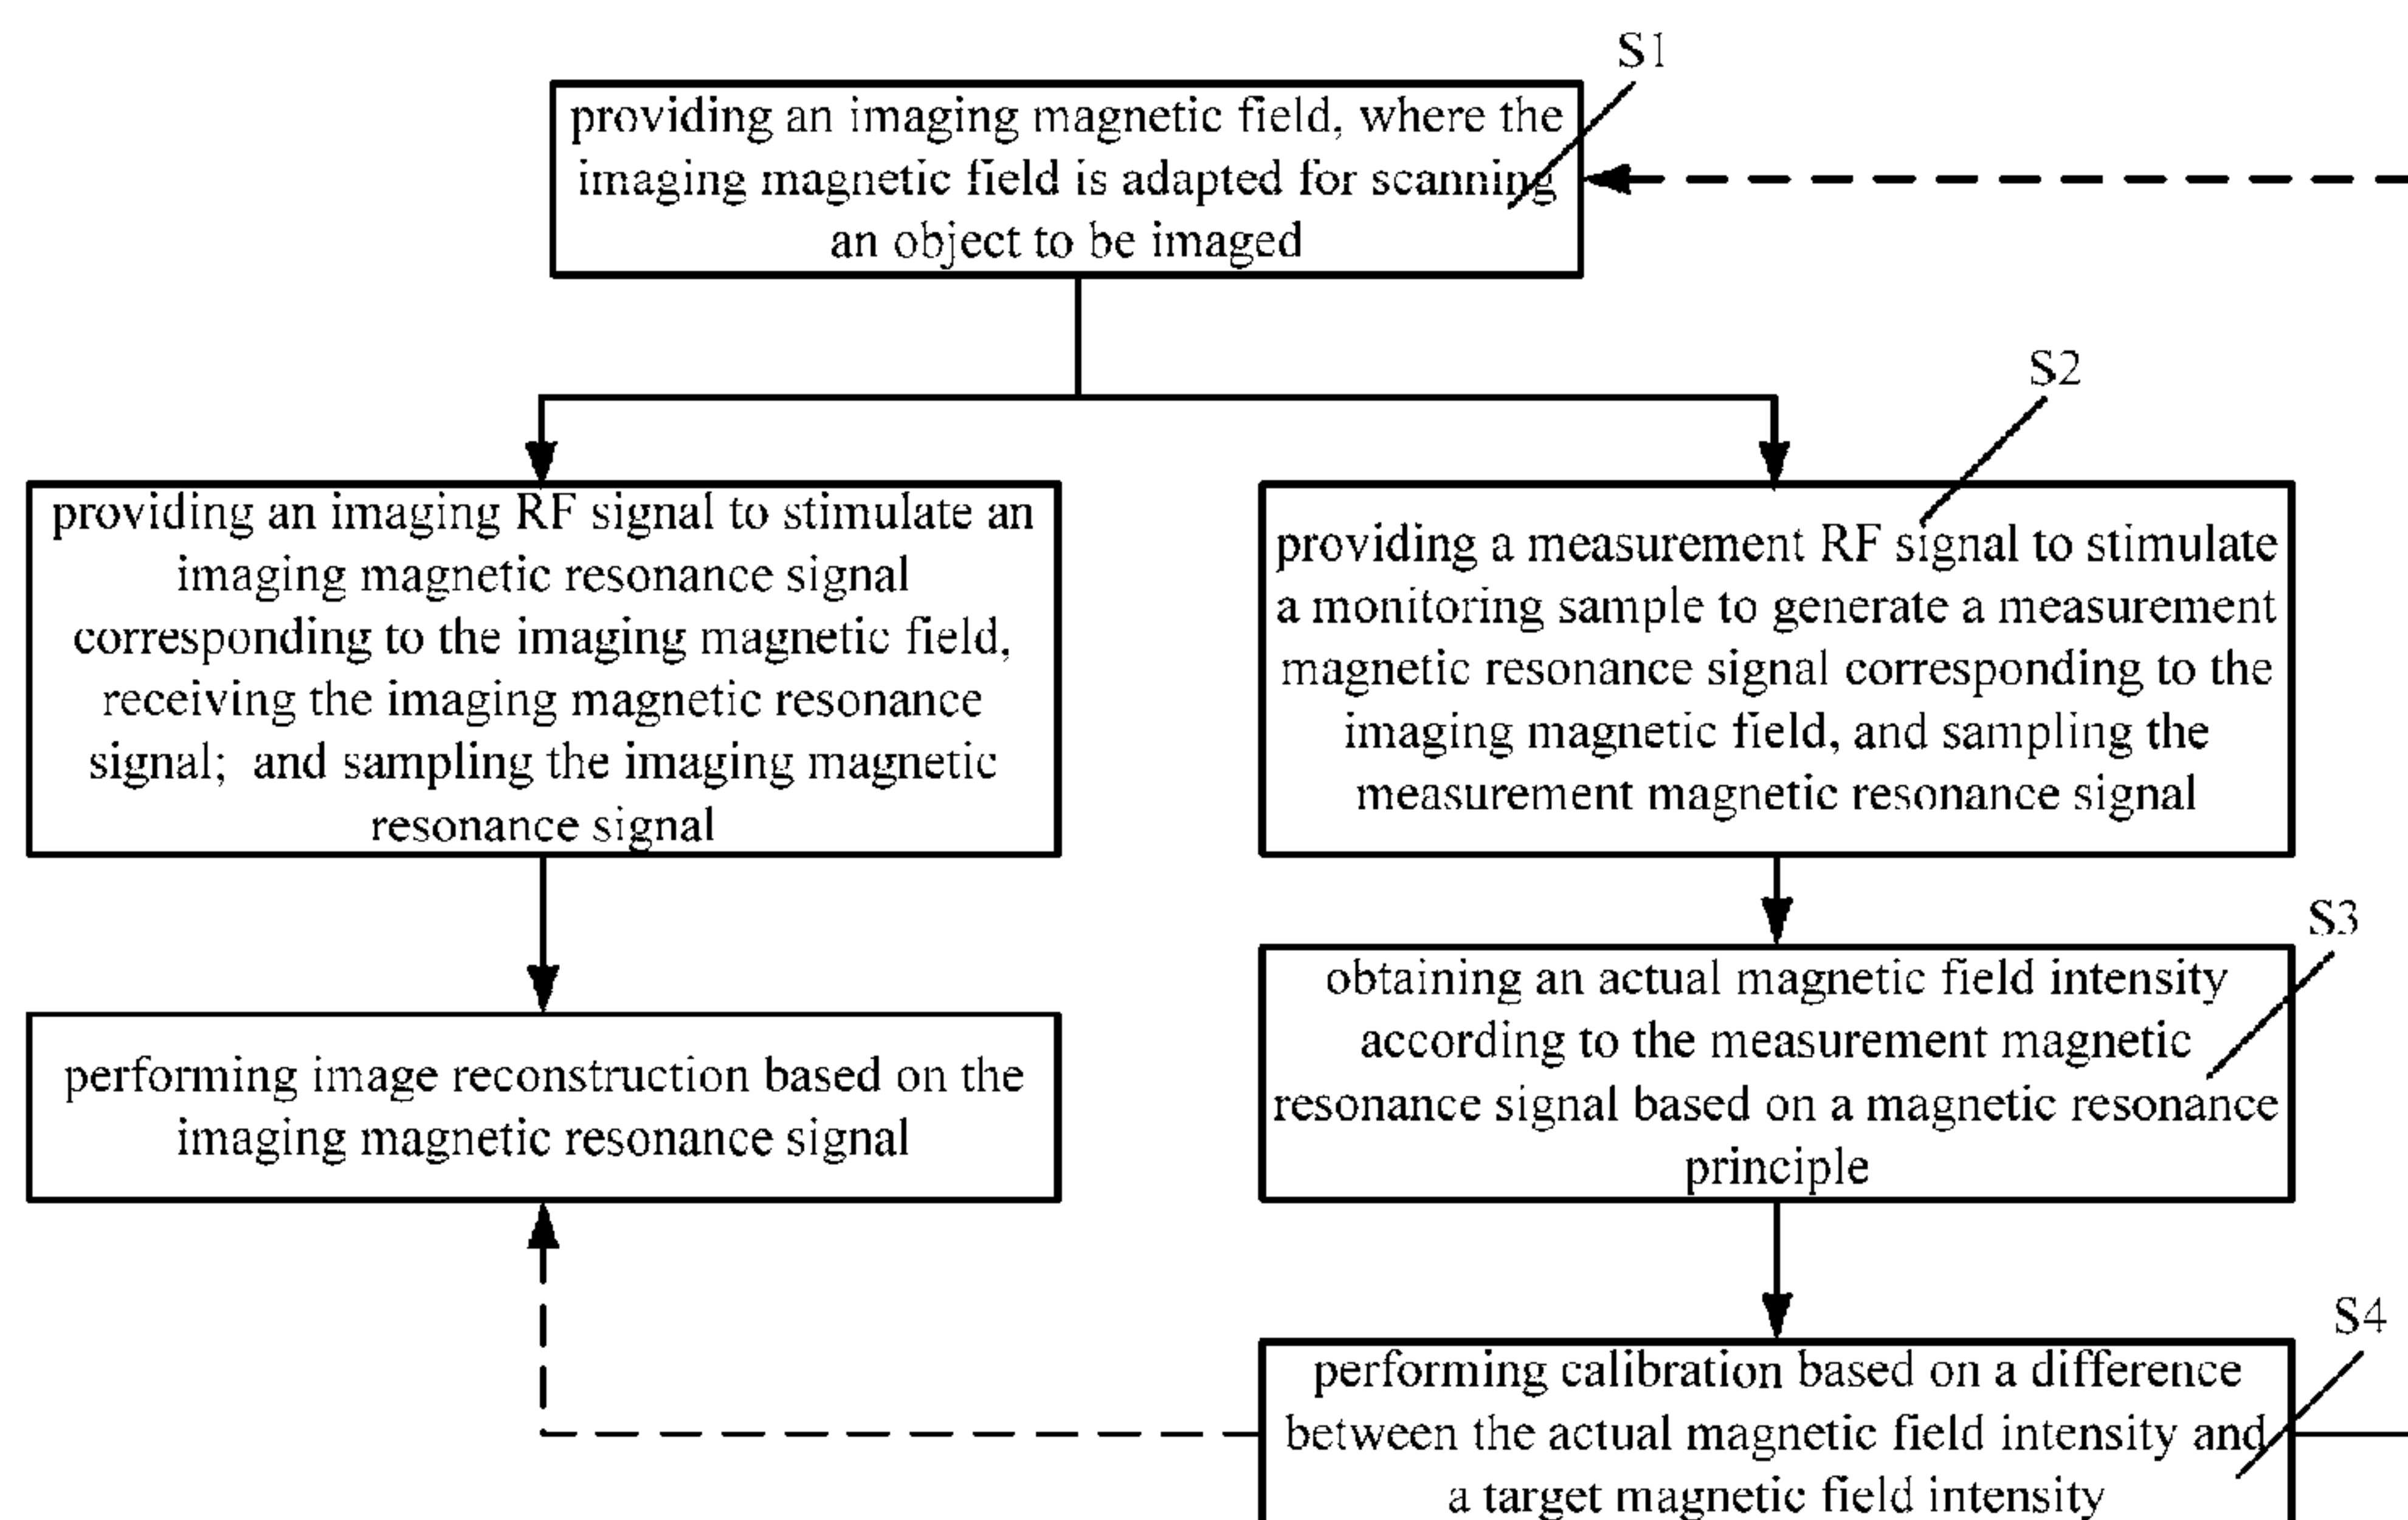 S1
providing an imaging magnetic field, where the
imaging magnetic field is adapted for scanning
an object to be imaged
S2
providing an imaging RF signal to stimulate an
imaging magnetic resonance signal
corresponding to the imaging magnetic field,
receiving the imaging magnetic resonance
signal; and sampling the imaging magnetic
resonance signal
providing a measurement RF signal to stimulate
a monitoring sample to generate a measurement
magnetic resonance signal corresponding to the
imaging magnetic field, and sampling the
measurement magnetic resonance signal
S3
performing image reconstruction based on the
imaging magnetic resonance signal
obtaining an actual magnetic field intensity
according to the measurement magnetic
resonance signal based on a magnetic resonance
principle
S4
performing calibration based on a difference
between the actual magnetic field intensity and
a target magnetic field intensity